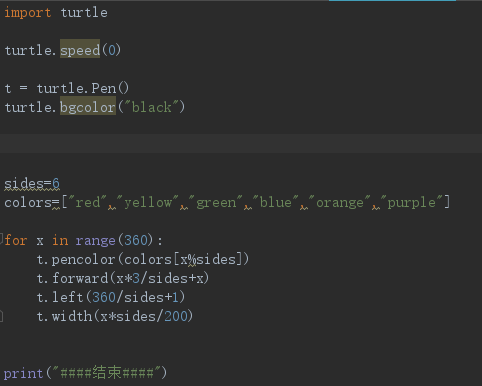 import turtle
turtle.speed(0)
t = turtle.Pen()
turtle.bgcolor("black")
sides=6
colors=["red","yellow","green","blue","orange","purple"]
for x in range(360):
    t.pencolor(colors[x%sides])
    t.forward(x*3/sides+x)
    t.left(360/sides+1)
    t.width(x*sides/200)
print("####结束####")